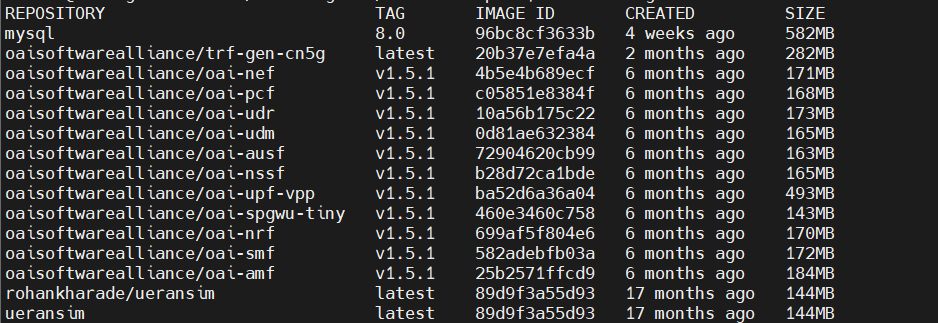 REPOSITORY TAG IMAGE ID CREATED SIZE
mysql 8.0 96bc8cf3633b 4 weeks ago 582MB
oaisoftwarealliance/trf-gen-cn5g latest 20b37e7efa4a 2 months ago 282MB
oaisoftwarealliance/oai-nef v1.5.1 4b5e4b689ecf 6 months ago 171MB
oaisoftwarealliance/oai-pcf v1.5.1 c05851e8384f 6 months ago 168MB
oaisoftwarealliance/oai-udr v1.5.1 10a56b175c22 6 months ago 173MB
oaisoftwarealliance/oai-udm v1.5.1 0d81ae632384 6 months ago 165MB
oaisoftwarealliance/oai-ausf v1.5.1 72904620cb99 6 months ago 163MB
oaisoftwarealliance/oai-nssf v1.5.1 b28d72ca1bde 6 months ago 165MB
oaisoftwarealliance/oai-upf-vpp v1.5.1 ba52d6a36a04 6 months ago 493MB
oaisoftwarealliance/oai-spgwu-tiny v1.5.1 460e3460c758 6 months ago 143MB
oaisoftwarealliance/oai-nrf v1.5.1 699af5f804e6 6 months ago 170MB
oaisoftwarealliance/oai-smf v1.5.1 582adebfb03a 6 months ago 172MB
oaisoftwarealliance/oai-amf v1.5.1 25b2571ffcd9 6 months ago 184MB
rohankharade/ueransim latest 89d9f3a55d93 17 months ago 144MB
ueransim latest 89d9f3a55d93 17 months ago 144MB